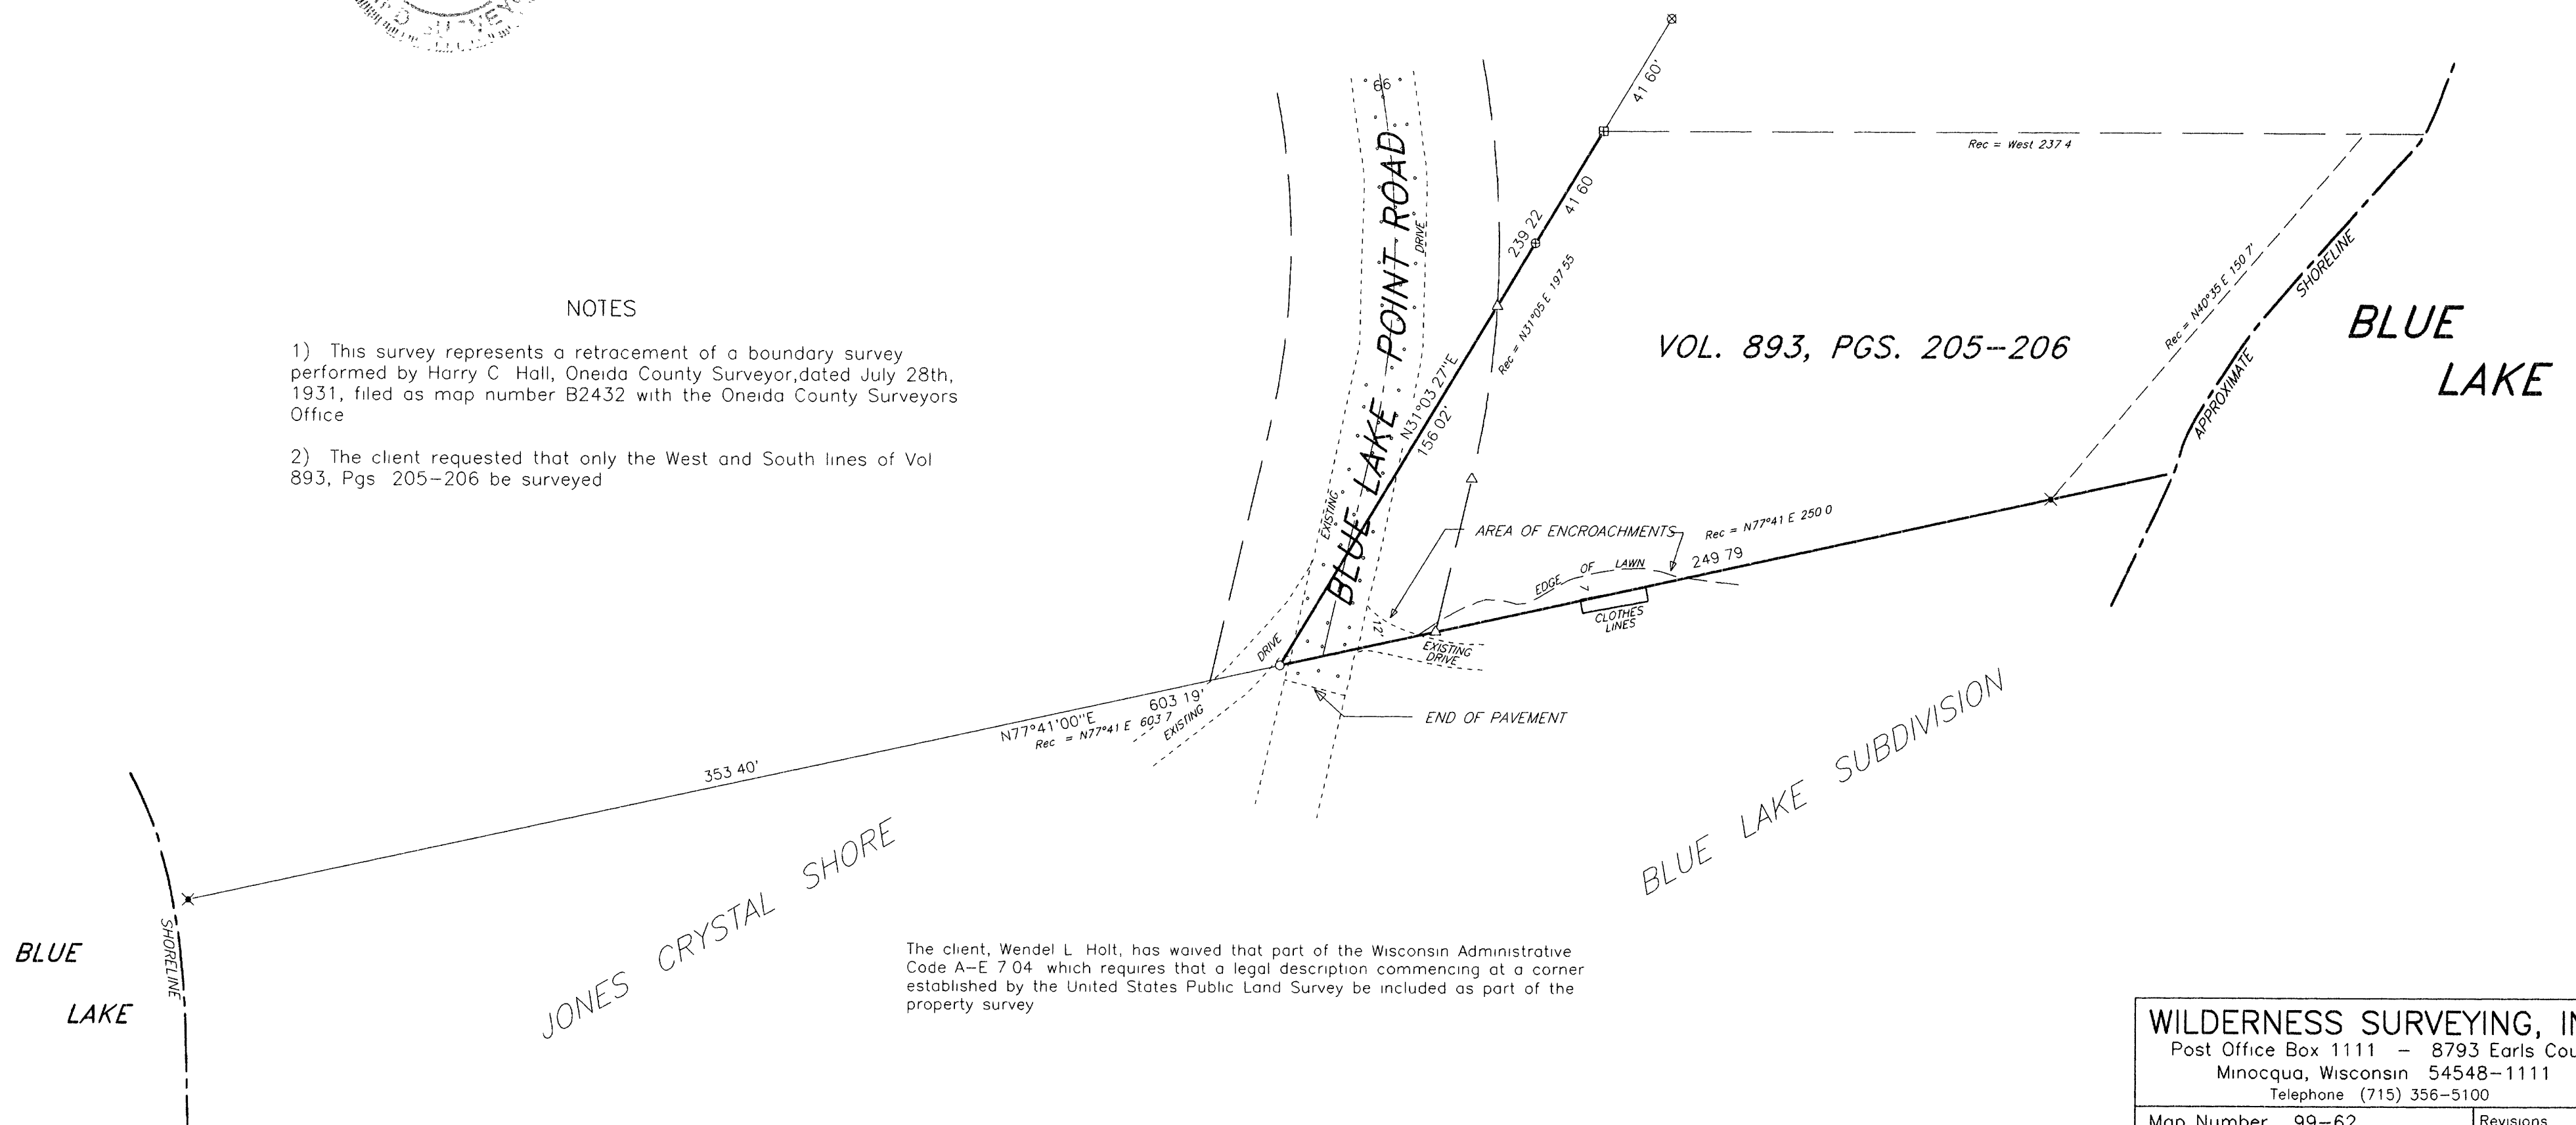 41 60'
66
BLUE LAKE POINT ROAD
DRIVE
Rec = West 237 4
41 60
239 22
Rec = N31°05 E 197 55
N31°03 27"E
156 02'
Rec = N40°35 E 150 7'
SHORELINE
APPROXIMATE
BLUE
LAKE
VOL. 893, PGS. 205--206
NOTES
1) This survey represents a retracement of a boundary survey
performed by Harry C Hall, Oneida County Surveyor,dated July 28th,
1931, filed as map number B2432 with the Oneida County Surveyors
Office
2) The client requested that only the West and South lines of Vol
893, Pgs 205-206 be surveyed
EXISTING
DRIVE
AREA OF ENCROACHMENTS
Rec = N77°41 E 250 0
249 79
EDGE OF LAWN
CLOTHES
LINES
12'
EXISTING
DRIVE
END OF PAVEMENT
603 19'
N77°41'00"E
Rec = N77°41 E 603 7
EXISTING
353 40'
JONES CRYSTAL SHORE
BLUE LAKE SUBDIVISION
BLUE
LAKE
SHORELINE
The client, Wendel L Holt, has waived that part of the Wisconsin Administrative
Code A-E 7 04 which requires that a legal description commencing at a corner
established by the United States Public Land Survey be included as part of the
property survey
WILDERNESS SURVEYING,
Post Office Box 1111 - 8793 Earls
Minocqua, Wisconsin 54548-1111
Telephone (715) 356-5100
Map Number 99-62
Revisions